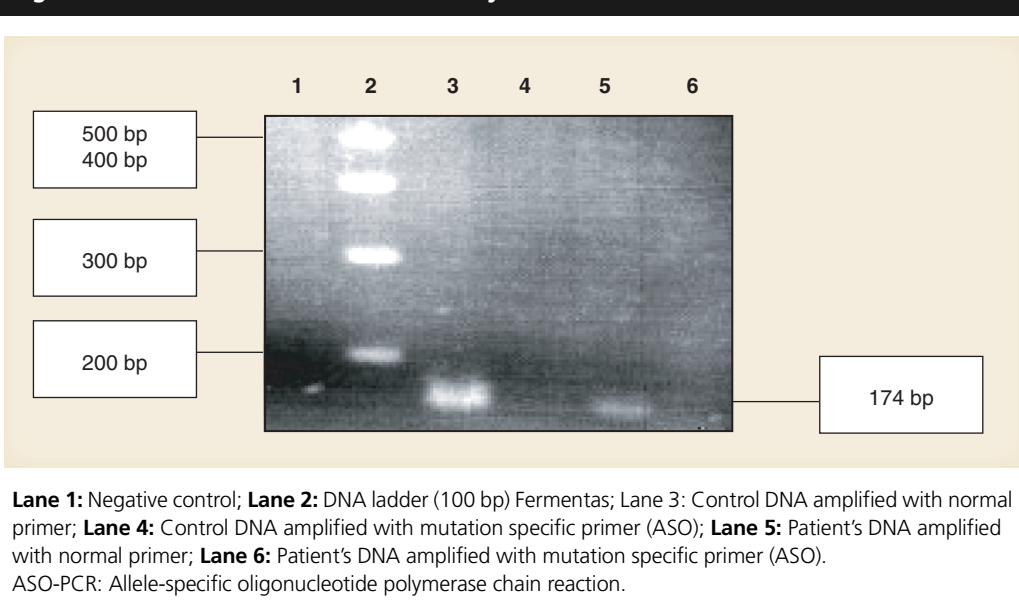 1 2 3 4 5 6
500 bp
400 bp
300 bp
200 bp
174 bp
Lane 1: Negative control; Lane 2: DNA ladder (100 bp) Fermentas; Lane 3: Control DNA amplified with normal
primer; Lane 4: Control DNA amplified with mutation specific primer (ASO); Lane 5: Patient's DNA amplified
with normal primer; Lane 6: Patient's DNA amplified with mutation specific primer (ASO).
ASO-PCR: Allele-specific oligonucleotide polymerase chain reaction.